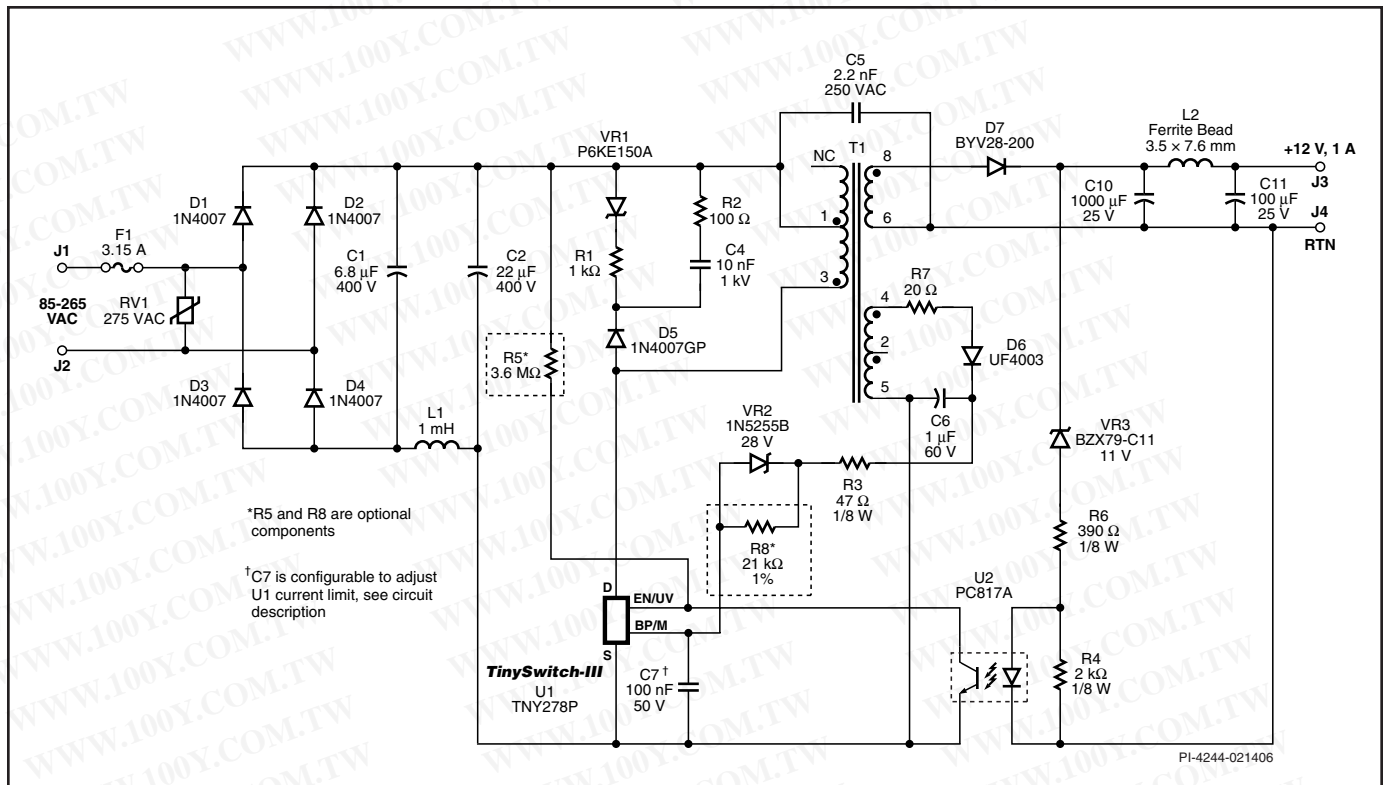 C5
2.2 nF
250 VAC
VR1
P6KE150A
NC
T1
8
D7
BYV28-200
L2
Ferrite Bead
3.5 × 7.6 mm
+12 V, 1 A
J3
D1
1N4007
D2
1N4007
R2
100 Ω
1
6
C10
1000 µF
25 V
C11
100 µF
25 V
J4
RTN
J1
F1
3.15 A
C1
6.8 µF
400 V
C2
22 µF
400 V
R1
1 kΩ
C4
10 nF
1 kV
3
R7
20 Ω
4
85-265
VAC
RV1
275 VAC
J2
D5
1N4007GP
2
D6
UF4003
R5*
3.6 MΩ
5
D3
1N4007
D4
1N4007
L1
1 mH
VR2
1N5255B
28 V
C6
1 µF
60 V
VR3
BZX79-C11
11 V
R3
47 Ω
1/8 W
*R5 and R8 are optional
components
R8*
21 kΩ
1%
R6
390 Ω
1/8 W
†C7 is configurable to adjust
U1 current limit, see circuit
description
D
EN/UV
BP/M
S
U2
PC817A
TinySwitch-III
U1
TNY278P
C7†
100 nF
50 V
R4
2 kΩ
1/8 W
PI-4244-021406
WWW.100Y.COM.TW